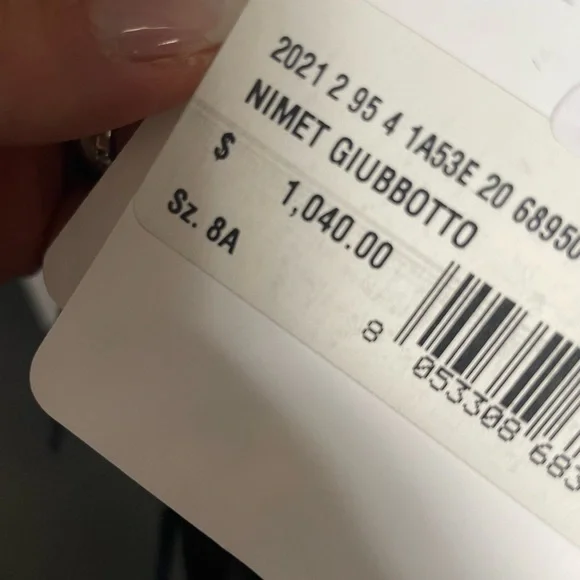 2021 2 95 4 1A53E 20 68950
NIMET GIUBBOTTO
$ 1,040.00
Sz. 8A
8 053308 683